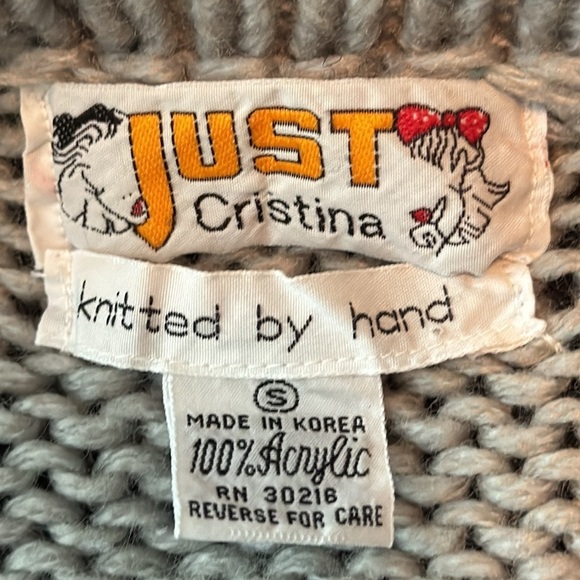 JUST
Cristina
knitted by hand
S
MADE IN KOREA
100% Acrylic
RN 30216
REVERSE FOR CARE